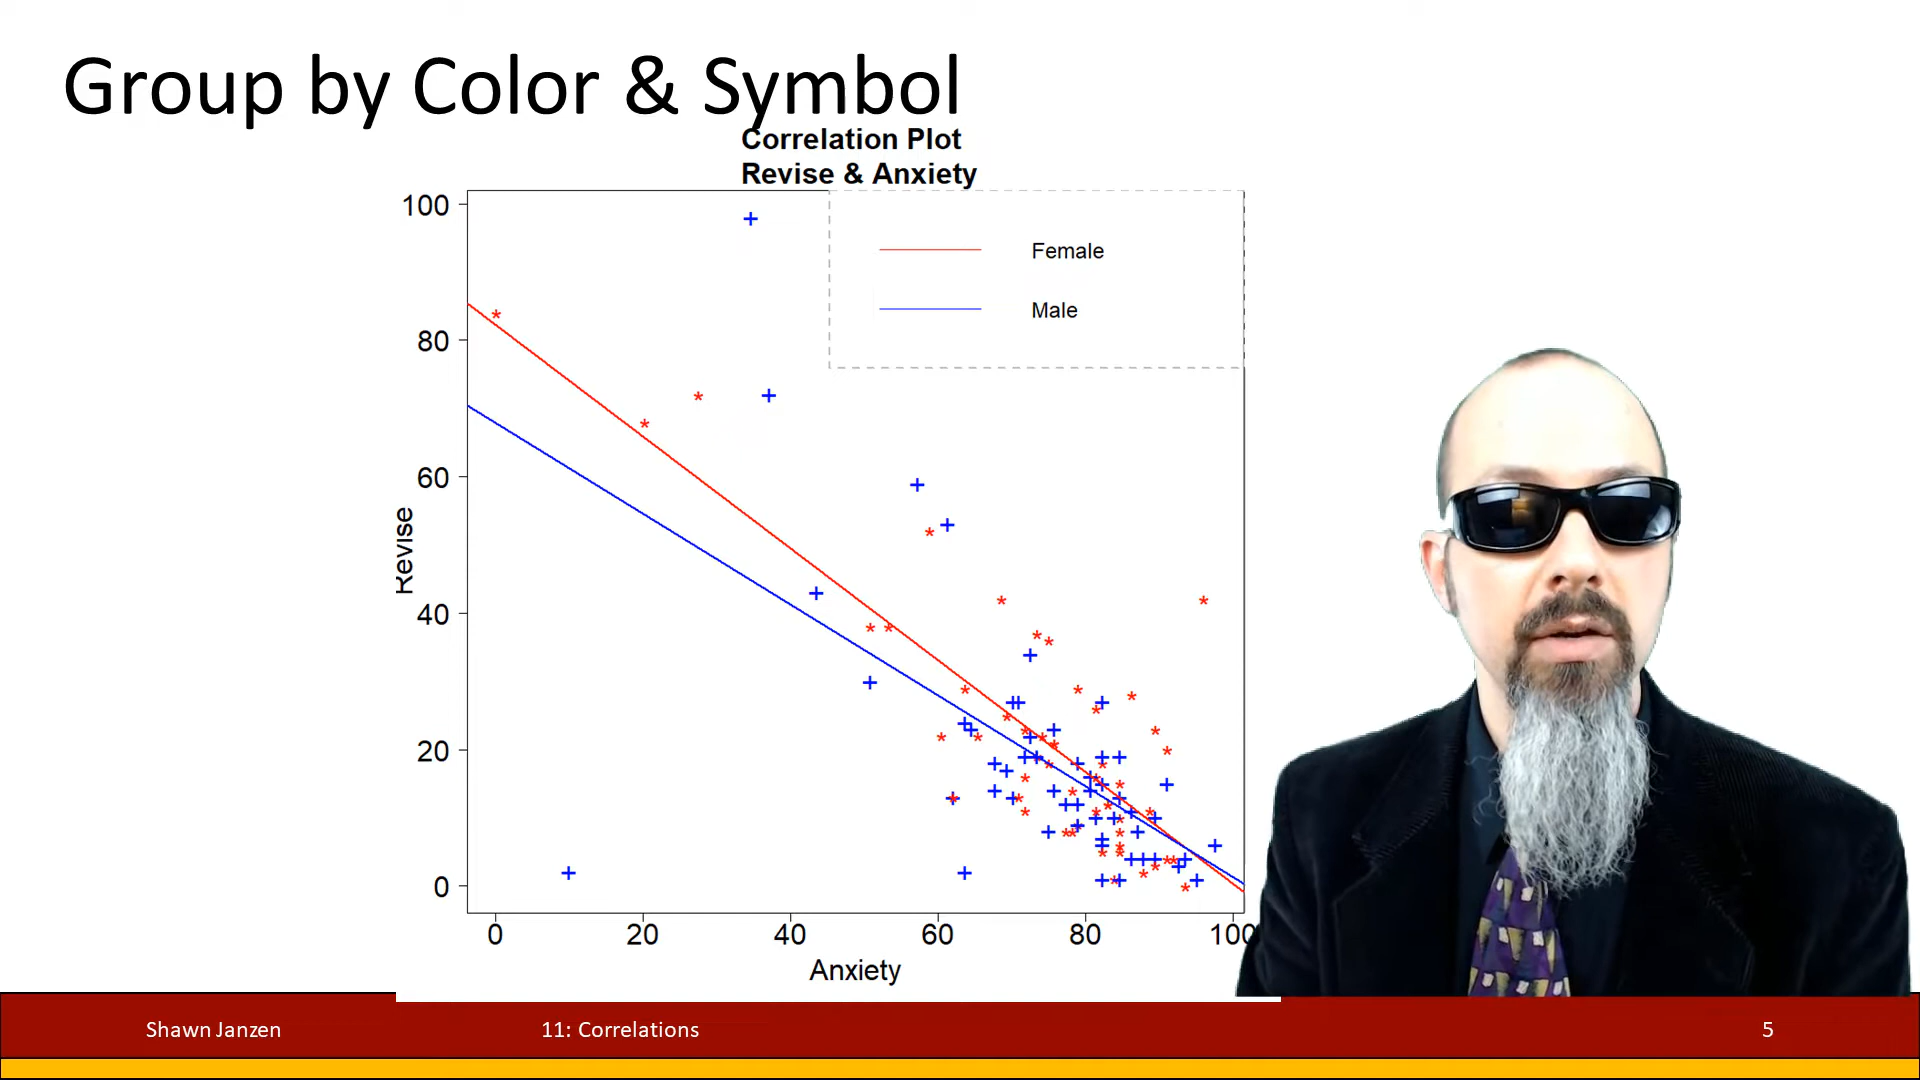 Group by Color & Symbol
Correlation Plot
Revise & Anxiety
Female
Male
100
80
60
40
20
0
Revise
0 20 40 60 80 100
Anxiety
Shawn Janzen 11: Correlations 5